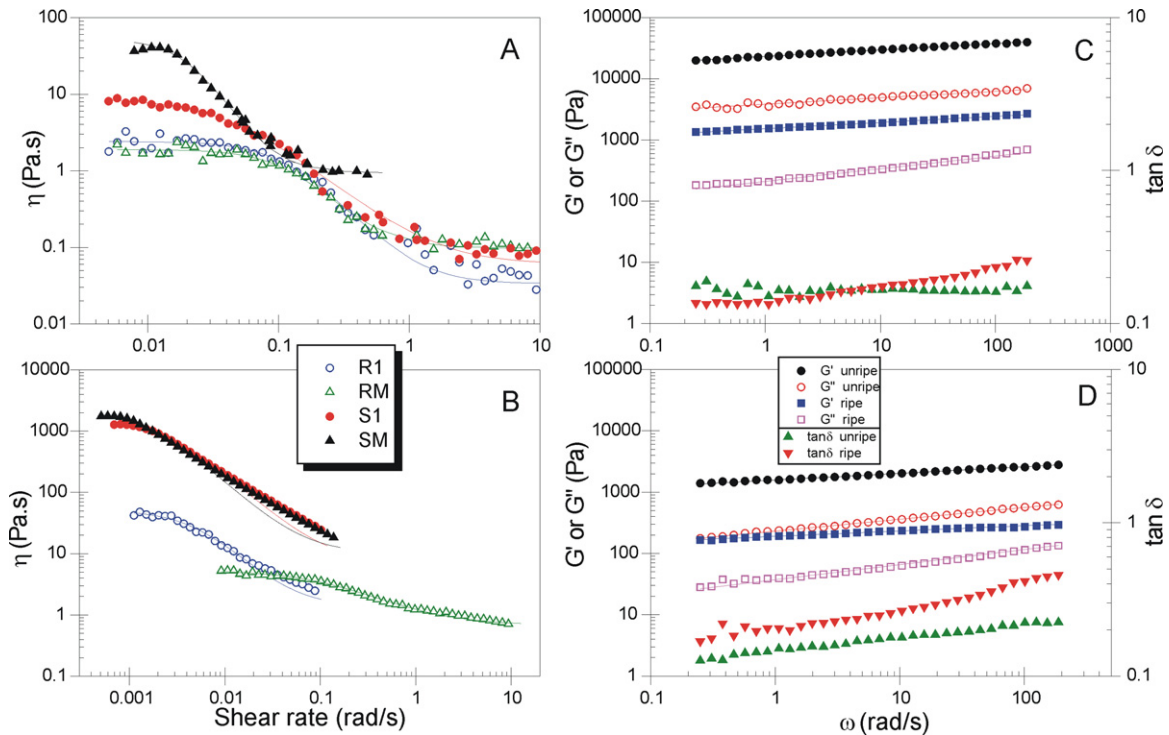 A
η (Pa.s)
100
10
1
0.1
0.01
0.01
0.1
1
10
C
G' or G'' (Pa)
100000
10000
1000
100
10
1
0.1
1
10
100
1000
10
1
0.1
tan δ
R1
RM
S1
SM
B
η (Pa.s)
10000
1000
100
10
1
0.1
0.001
0.01
0.1
1
10
Shear rate (rad/s)
G' unripe
G'' unripe
G' ripe
G'' ripe
tanδ unripe
tanδ ripe
D
G' or G'' (Pa)
100000
10000
1000
100
10
1
0.1
1
10
100
ω (rad/s)
10
1
0.1
tan δ